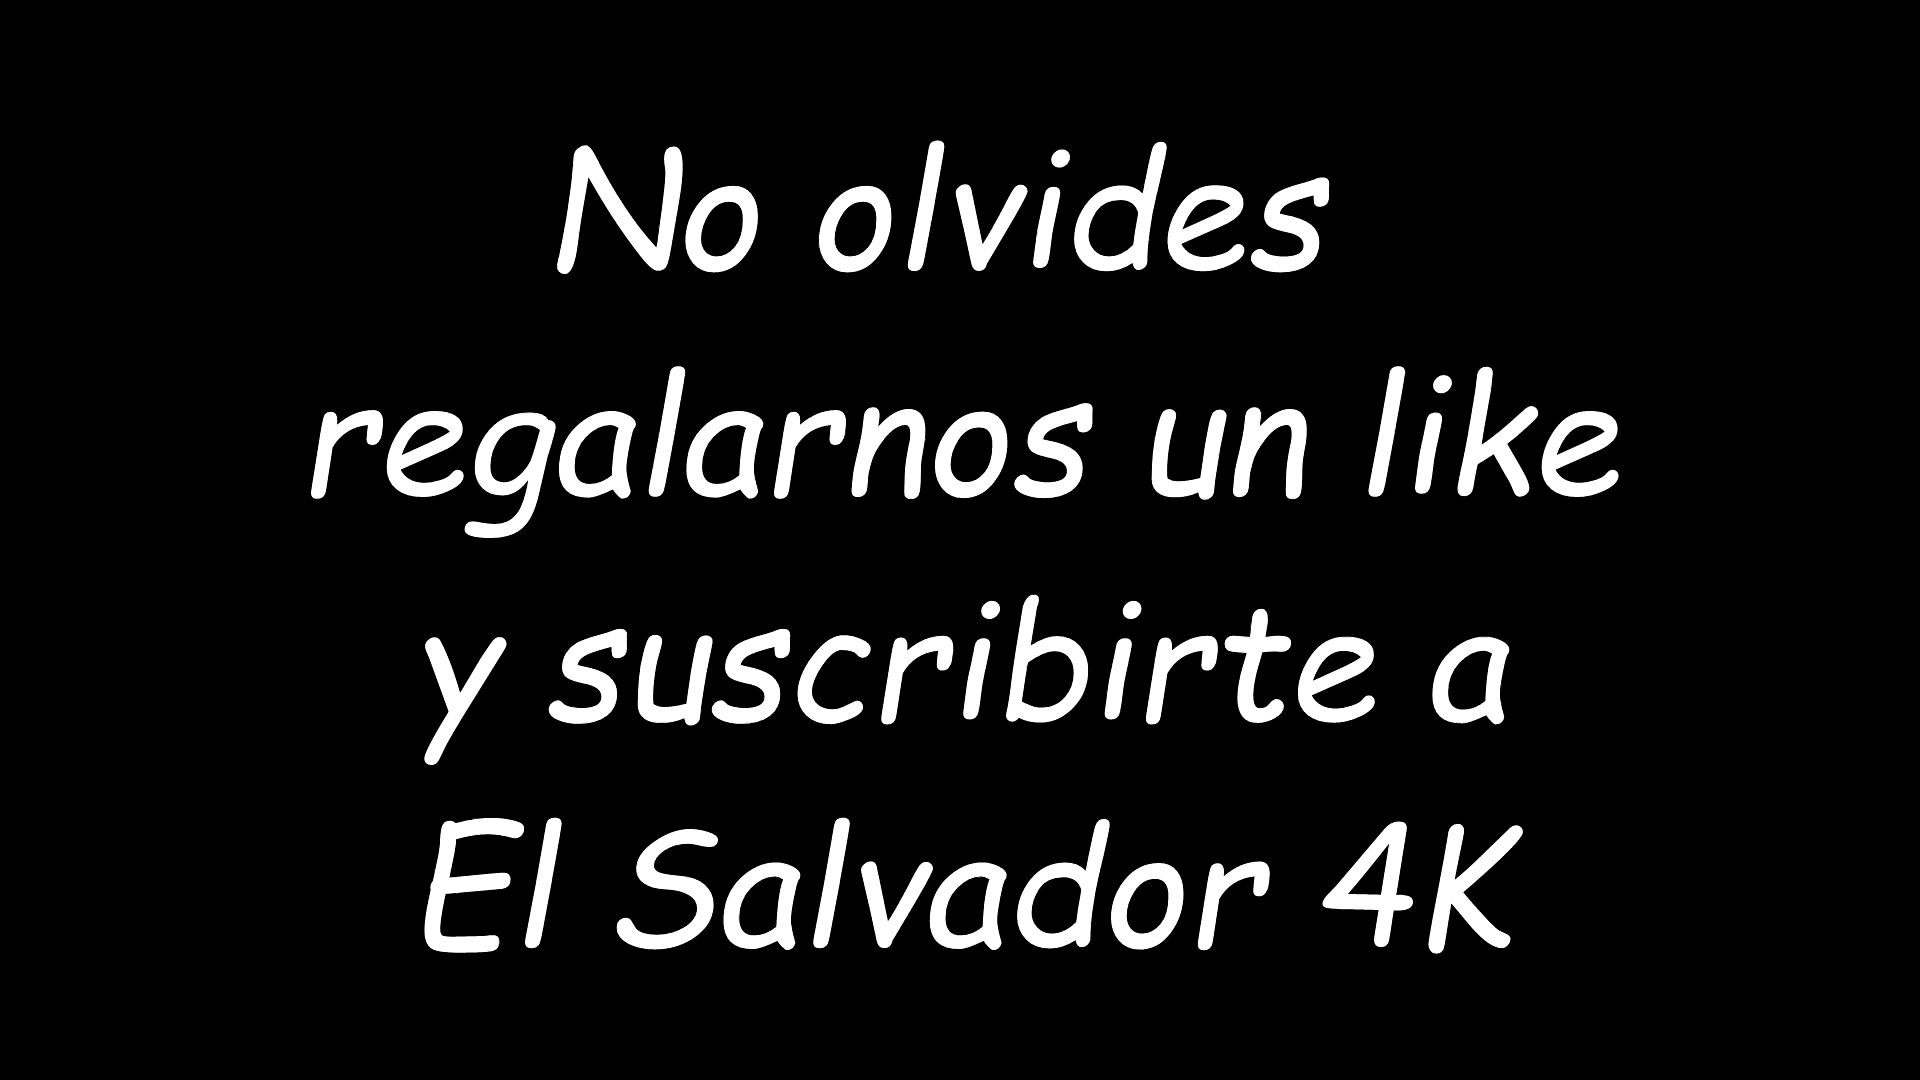 No olvides
regalarnos un like
y suscribirte a
El Salvador 4K